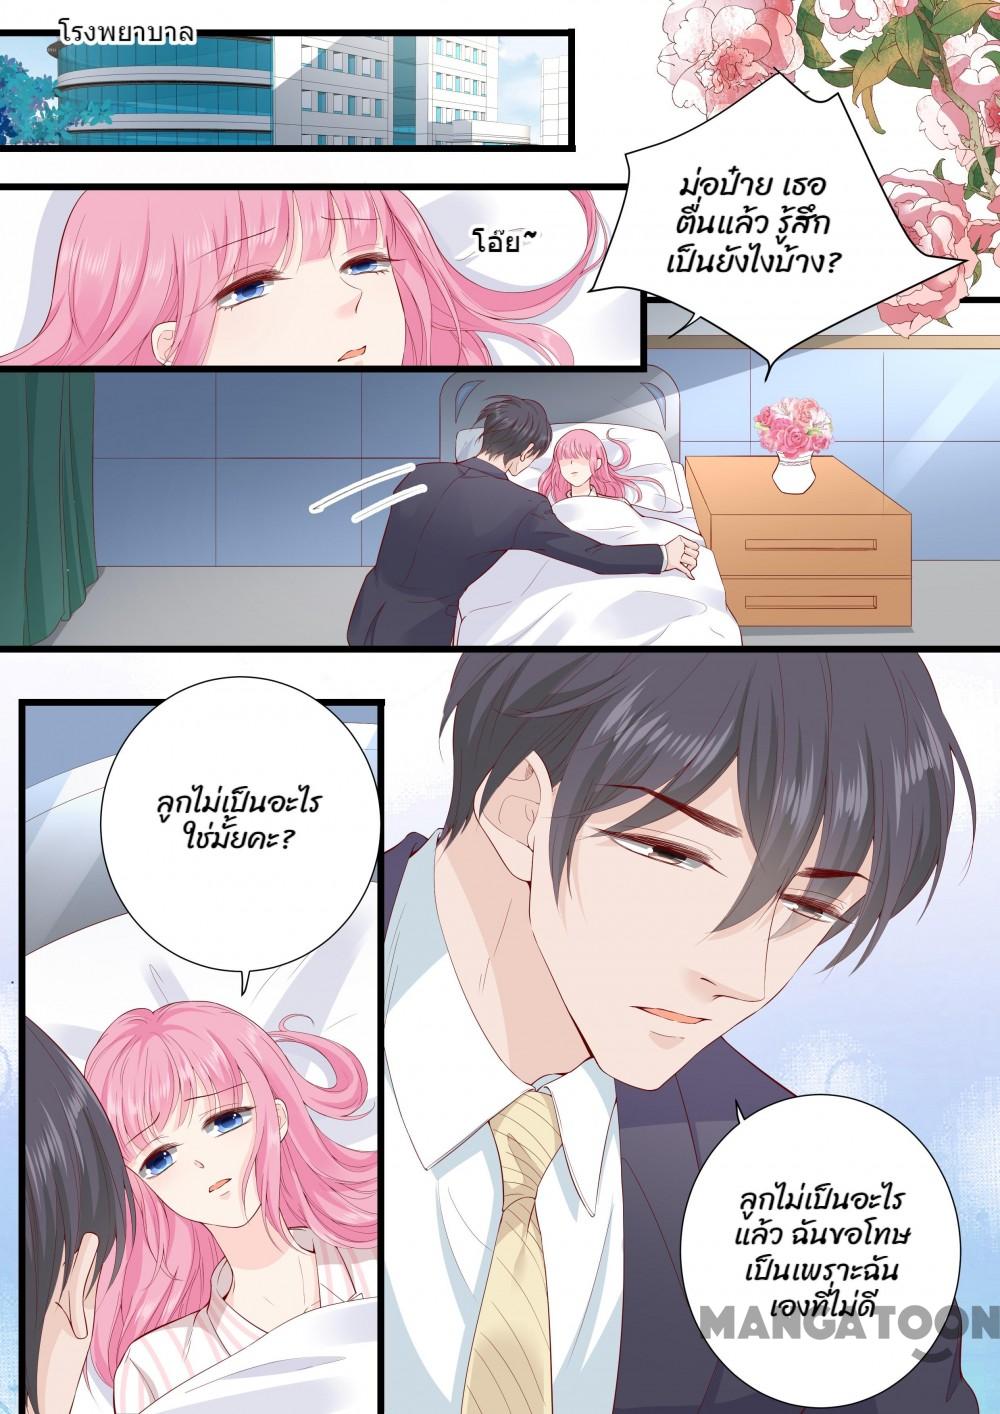 โรงพยาบาล
ม่อป๋าย เธอ
ตื่นแล้ว รู้สึก
เป็นยังไงบ้าง?
โอ๊ย~
ลูกไม่เป็นอะไร
ใช่มั้ยคะ?
ลูกไม่เป็นอะไร
แล้ว ฉันขอโทษ
เป็นเพราะฉัน
เองที่ไม่ดี
MANGATOON